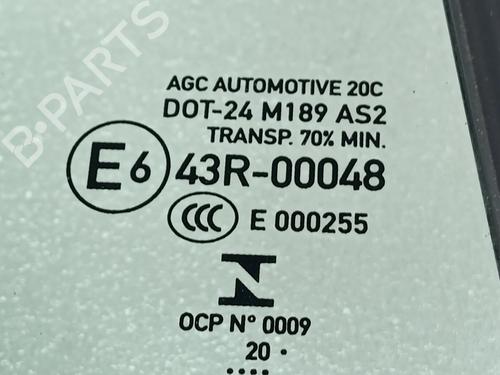 B-PARTS
AGC AUTOMOTIVE 20C
DOT-24 M189 AS2
TRANSP. 70% MIN.
E6 43R-00048
CCC E 000255
N
OCP N° 0009
20 .
....